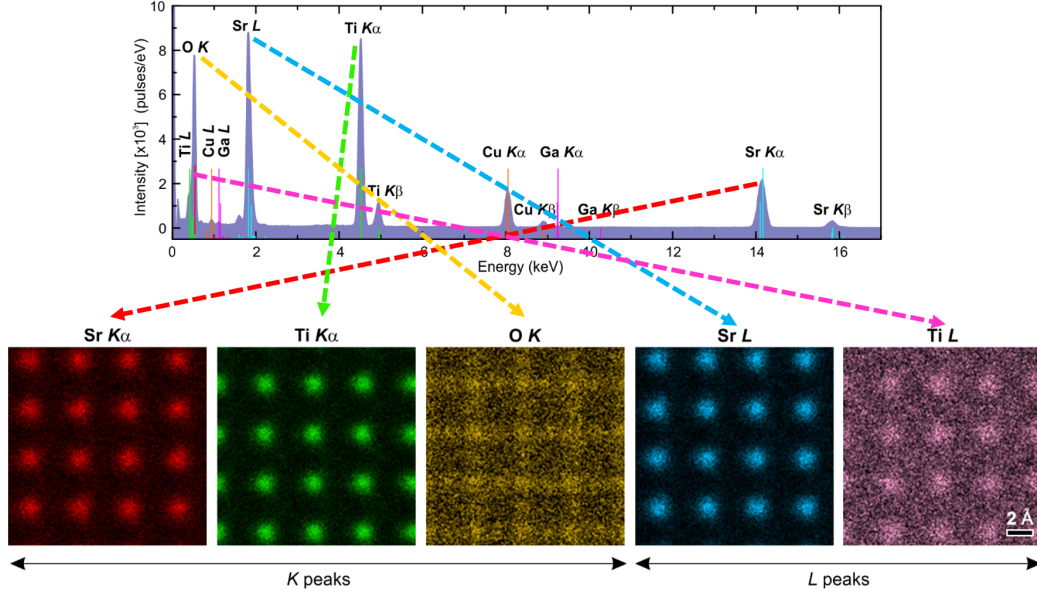 Intensity [x10³] (pulses/eV)
10
8
6
4
2
0
O K
Sr L
Ti Kα
Ti L
Cu L
Ga L
Ti Kβ
Cu Kα
Ga Kα
Cu Kβ
Ga Kβ
Sr Kα
Sr Kβ
0 2 4 6 8 10 12 14 16
Energy (keV)
Sr Kα Ti Kα O K Sr L Ti L
2 Å
K peaks L peaks